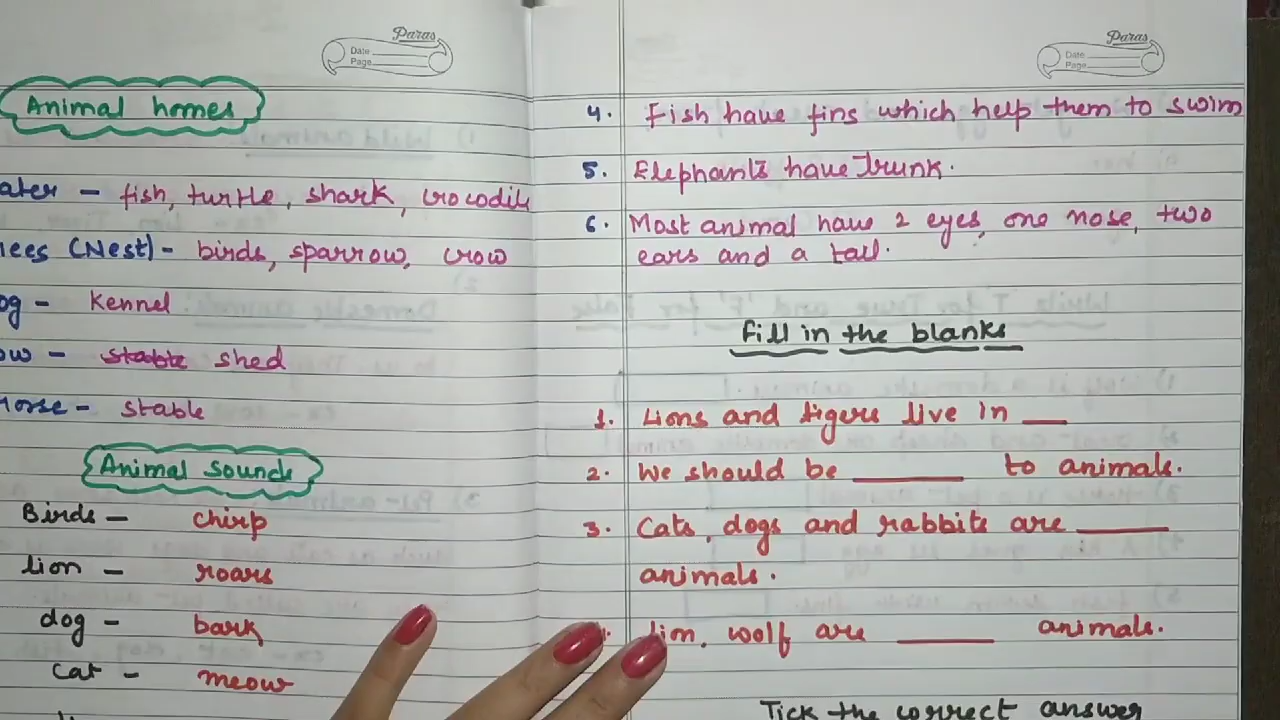 Paras
Date
Page
Animal homes
ater - fish, turtle, shark, crocodile
rees (Nest) - birds, sparrow, crow
og - Kennel
ow - stable shed
Horse - stable
Animal sounds
Birds - chirp
lion - roars
dog - bark
cat - meow
Paras
Date
Page
4. Fish have fins which help them to swim
5. Elephants have Trunk.
6. Most animal have 2 eyes, one nose, two
ears and a tail.
Fill in the blanks
1. Lions and tigers live in ___
2. We should be ______ to animals.
3. Cats, dogs and rabbits are ______
animals.
lion, wolf are ______ animals.
Tick the correct answer